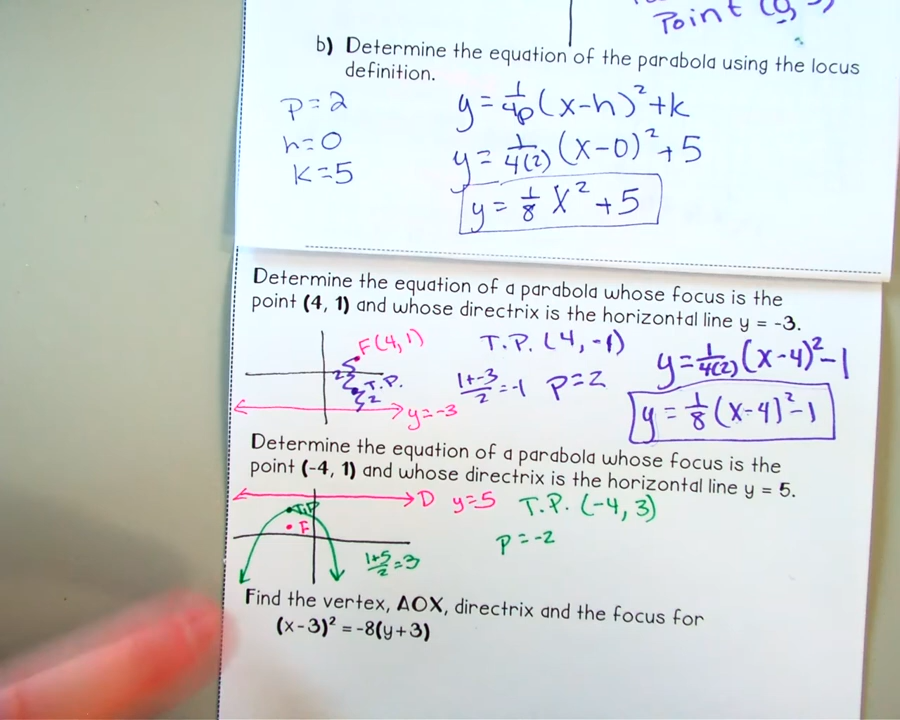 Point (0,
b) Determine the equation of the parabola using the locus
definition.
p=2
h=0
k=5
y = 1/4p (x-h)² + k
y = 1/4(2) (x-0)² + 5
y = 1/8 x² + 5
Determine the equation of a parabola whose focus is the
point (4, 1) and whose directrix is the horizontal line y = -3.
F(4,1)
2
T.P.
2
y=-3
T.P. (4,-1)
1+-3/2 = -1
p=2
y = 1/4(2) (x-4)² -1
y = 1/8 (x-4)² -1
Determine the equation of a parabola whose focus is the
point (-4, 1) and whose directrix is the horizontal line y = 5.
D y=5
T.P
F
1+5/2 = 3
T.P. (-4, 3)
p=-2
Find the vertex, AOX, directrix and the focus for
(x-3)² = -8(y+3)